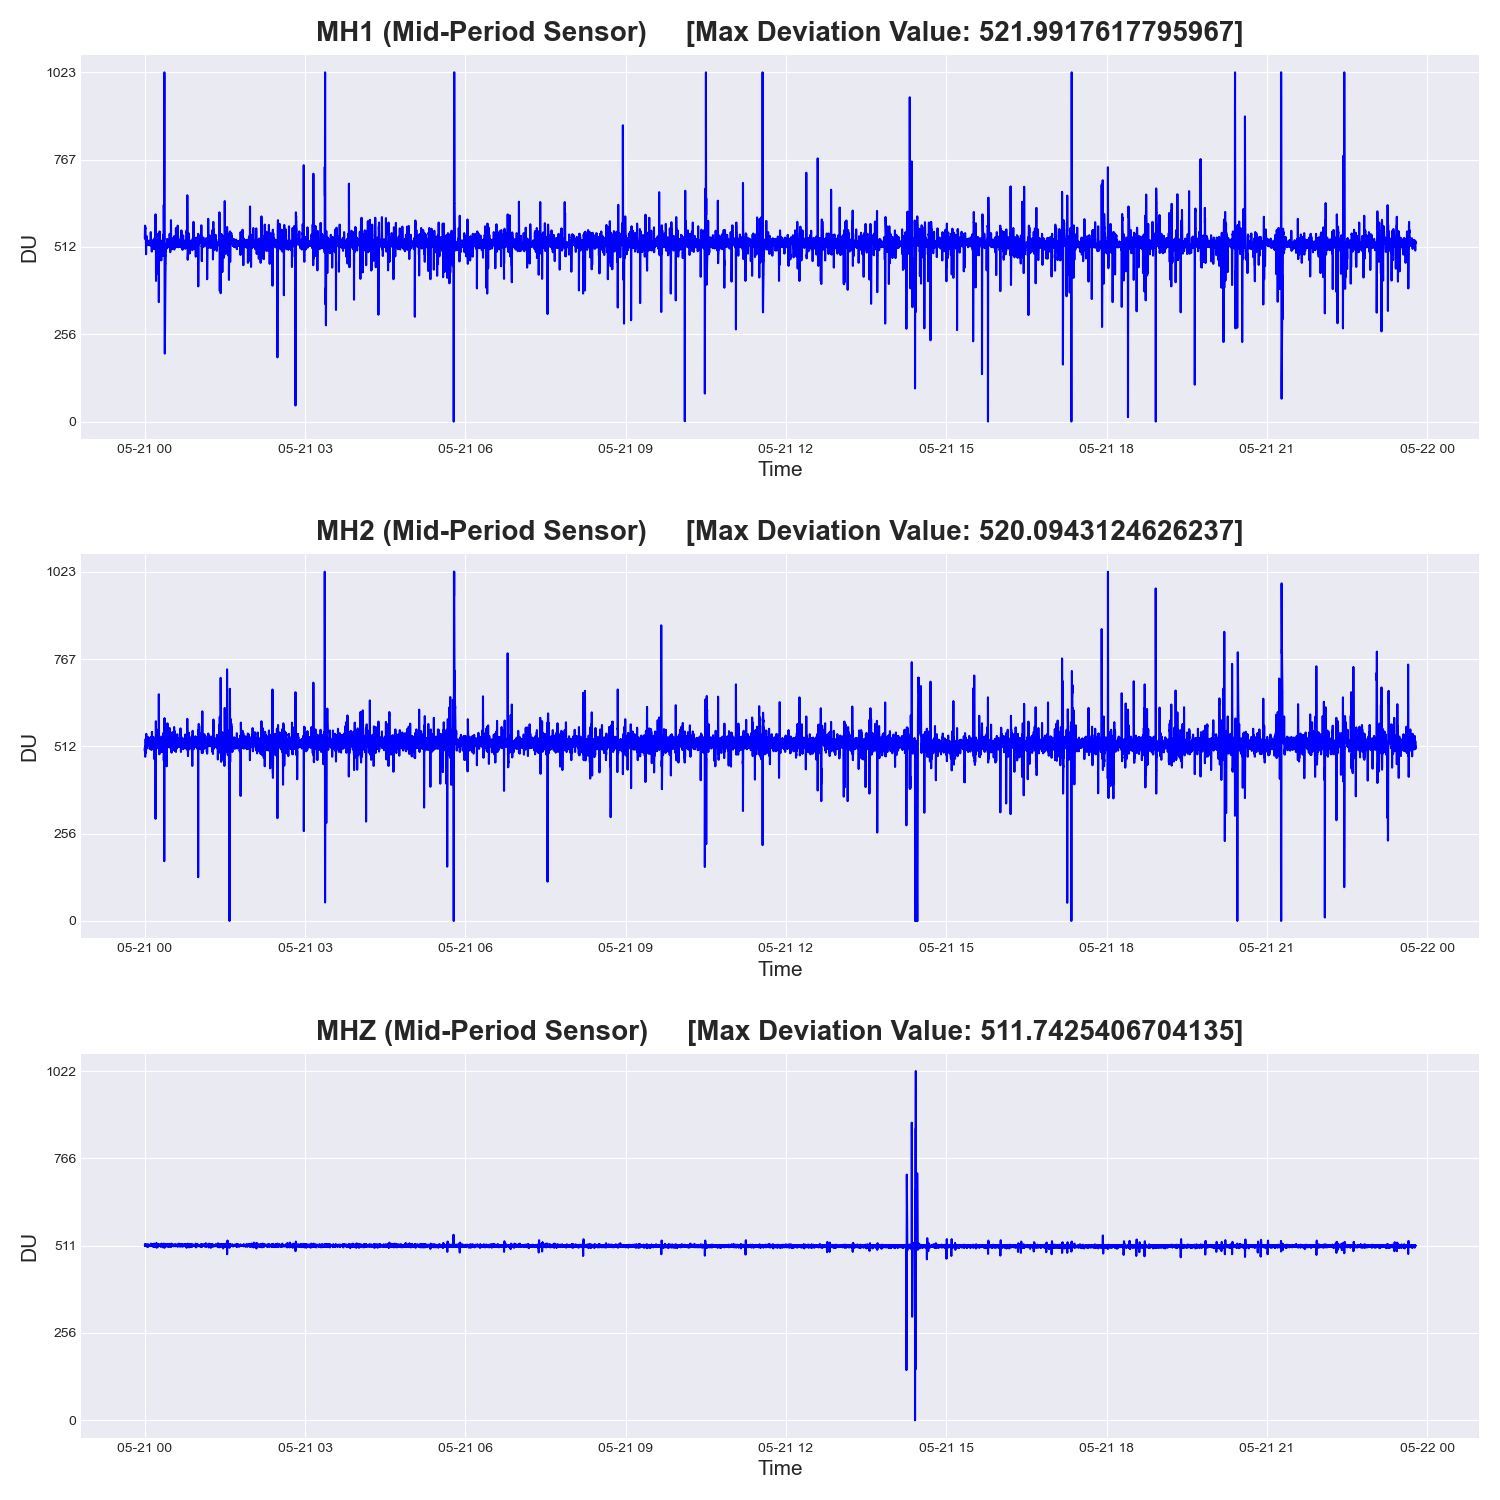 MH1 (Mid-Period Sensor) [Max Deviation Value: 521.9917617795967]
1023
767
512
256
0
DU
05-21 00 05-21 03 05-21 06 05-21 09 05-21 12 05-21 15 05-21 18 05-21 21 05-22 00
Time
MH2 (Mid-Period Sensor) [Max Deviation Value: 520.0943124626237]
1023
767
512
256
0
DU
05-21 00 05-21 03 05-21 06 05-21 09 05-21 12 05-21 15 05-21 18 05-21 21 05-22 00
Time
MHZ (Mid-Period Sensor) [Max Deviation Value: 511.7425406704135]
1022
766
511
256
0
DU
05-21 00 05-21 03 05-21 06 05-21 09 05-21 12 05-21 15 05-21 18 05-21 21 05-22 00
Time